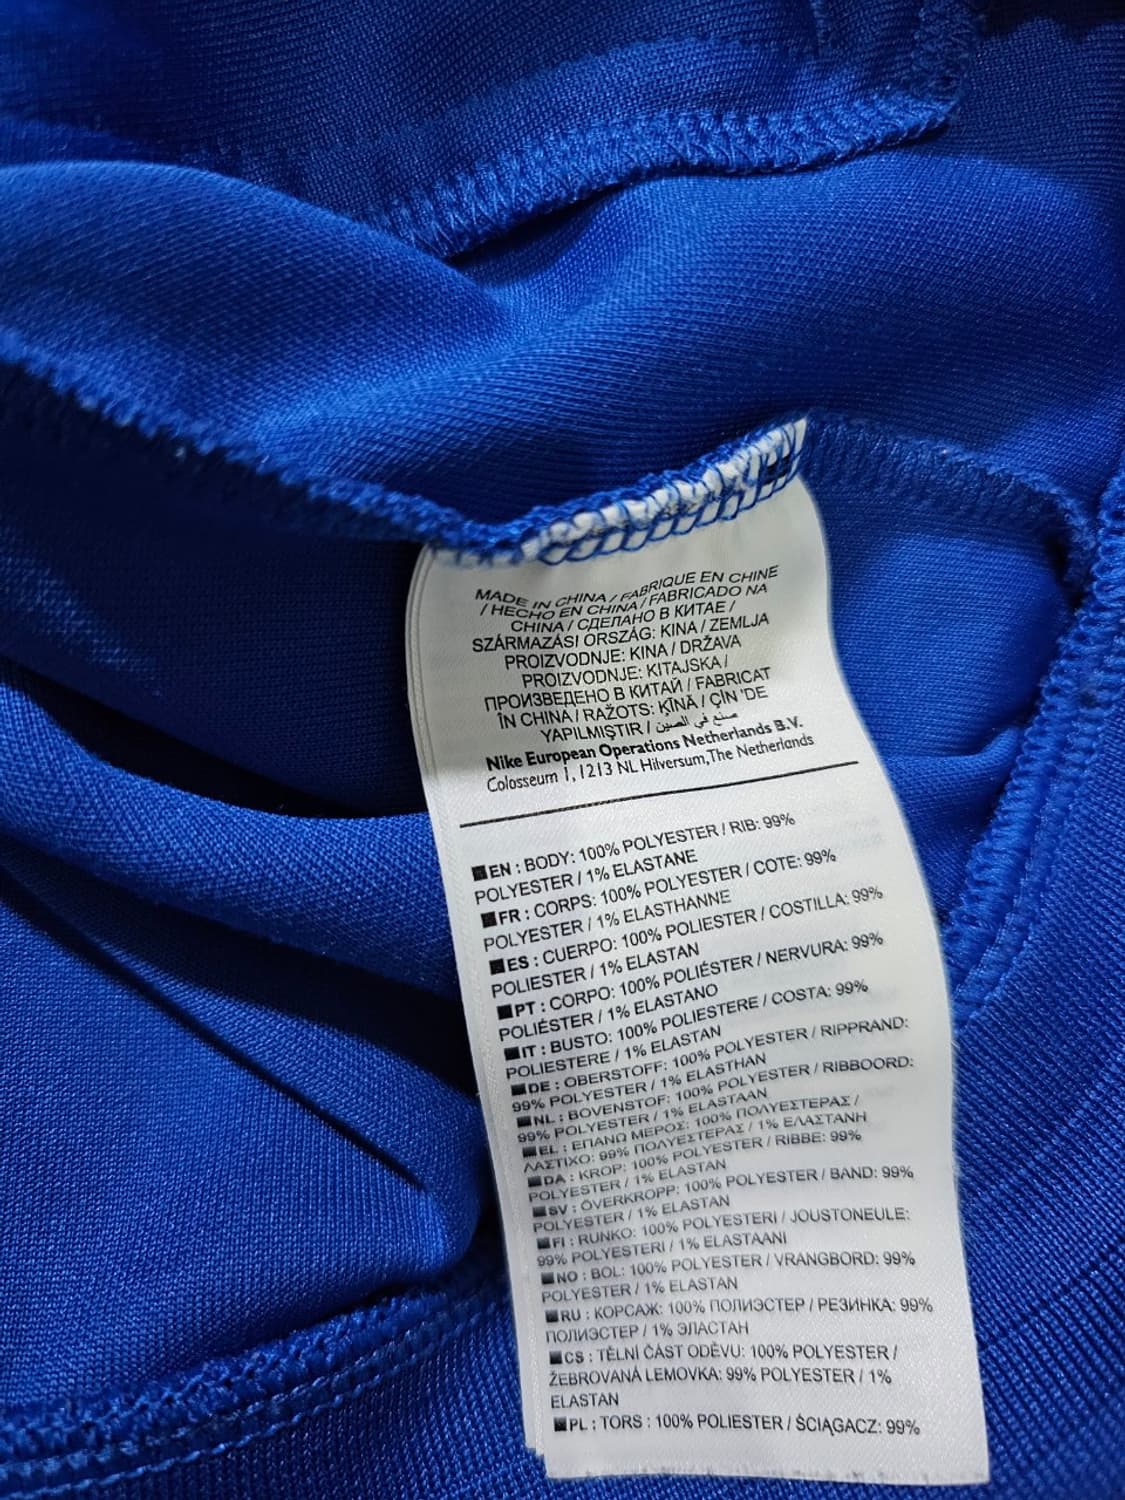 MADE IN CHINA / FABRIQUE EN CHINE
/ HECHO EN CHINA / FABRICADO NA
CHINA / СДЕЛАНО В КИТАЕ /
SZÁRMAZÁSI ORSZÁG: KINA / ZEMLJA
PROIZVODNJE: KINA / DRŽAVA
PROIZVODNJE: KITAJSKA /
ПРОИЗВЕДЕНО В КИТАЙ / FABRICAT
ÎN CHINA / RAŽOTS: ĶĪNĀ / ÇİN 'DE
YAPILMIŞTIR / صنع في الصين
Nike European Operations Netherlands B.V.
Colosseum 1, 1213 NL Hilversum, The Netherlands
EN : BODY: 100% POLYESTER / RIB: 99%
POLYESTER / 1% ELASTANE
FR : CORPS: 100% POLYESTER / COTE: 99%
POLYESTER / 1% ELASTHANNE
ES : CUERPO: 100% POLIESTER / COSTILLA: 99%
POLIESTER / 1% ELASTAN
PT : CORPO: 100% POLIÉSTER / NERVURA: 99%
POLIÉSTER / 1% ELASTANO
IT : BUSTO: 100% POLIESTERE / COSTA: 99%
POLIESTERE / 1% ELASTAN
DE : OBERSTOFF: 100% POLYESTER / RIPPRAND:
99% POLYESTER / 1% ELASTHAN
NL : BOVENSTOF: 100% POLYESTER / RIBBOORD:
99% POLYESTER / 1% ELASTAAN
EL : ΕΠΑΝΩ ΜΕΡΟΣ: 100% ΠΟΛΥΕΣΤΕΡΑΣ /
ΛΑΣΤΙΧΟ: 99% ΠΟΛΥΕΣΤΕΡΑΣ / 1% ΕΛΑΣΤΑΝΗ
DA : KROP: 100% POLYESTER / RIBBE: 99%
POLYESTER / 1% ELASTAN
SV : ÖVERKROPP: 100% POLYESTER / BAND: 99%
POLYESTER / 1% ELASTAN
FI : RUNKO: 100% POLYESTERI / JOUSTONEULE:
99% POLYESTERI / 1% ELASTAANI
NO : BOL: 100% POLYESTER / VRANGBORD: 99%
POLYESTER / 1% ELASTAN
RU : КОРСАЖ: 100% ПОЛИЭСТЕР / РЕЗИНКА: 99%
ПОЛИЭСТЕР / 1% ЭЛАСТАН
CS : TĚLNÍ ČÁST ODĚVU: 100% POLYESTER /
ŽEBROVANÁ LEMOVKA: 99% POLYESTER / 1%
ELASTAN
PL : TORS : 100% POLIESTER / ŚCIĄGACZ: 99%